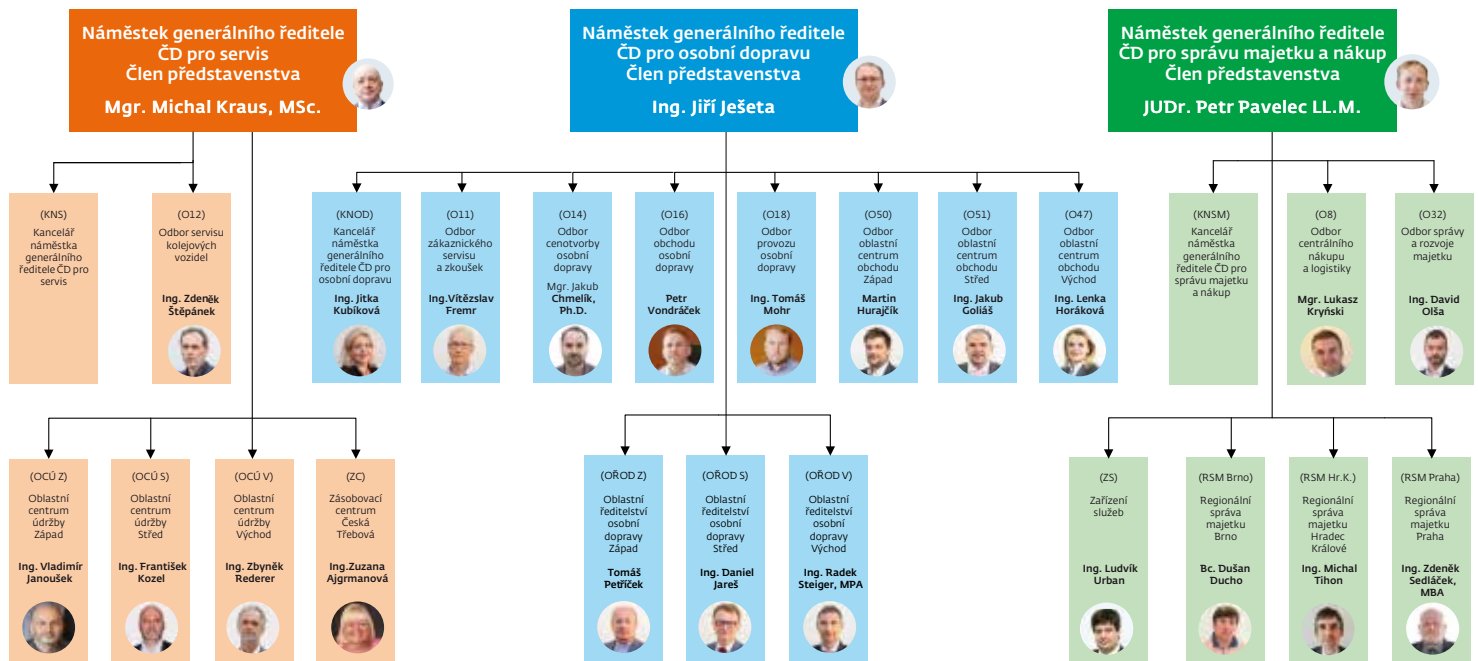 Náměstek generálního ředitele
ČD pro servis
Člen představenstva
Mgr. Michal Kraus, MSc.
Náměstek generálního ředitele
ČD pro osobní dopravu
Člen představenstva
Ing. Jiří Ješeta
Náměstek generálního ředitele
ČD pro správu majetku a nákup
Člen představenstva
JUDr. Petr Pavelec LL.M.
(KNS)
Kancelář
náměstka
generálního
ředitele ČD pro
servis
(O12)
Odbor servisu
kolejových
vozidel
Ing. Zdeněk
Štěpánek
(KNOD)
Kancelář
náměstka
generálního
ředitele ČD pro
osobní dopravu
Ing. Jitka
Kubíková
(O11)
Odbor
zákaznického
servisu
a zkoušek
Ing.Vítězslav
Fremr
(O14)
Odbor
cenotvorby
osobní
dopravy
Mgr. Jakub
Chmelík,
Ph.D.
(O16)
Odbor
obchodu
osobní
dopravy
Petr
Vondráček
(O18)
Odbor
provozu
osobní
dopravy
Ing. Tomáš
Mohr
(O50)
Odbor
oblastní
centrum
obchodu
Západ
Martin
Hurajčík
(O51)
Odbor
oblastní
centrum
obchodu
Střed
Ing. Jakub
Goliáš
(O47)
Odbor
oblastní
centrum
obchodu
Východ
Ing. Lenka
Horáková
(KNSM)
Kancelář
náměstka
generálního
ředitele ČD pro
správu majetku
a nákup
(O8)
Odbor
centrálního
nákupu
a logistiky
Mgr. Lukasz
Kryński
(O32)
Odbor správy
a rozvoje
majetku
Ing. David
Olša
(OCÚ Z)
Oblastní
centrum
údržby
Západ
Ing. Vladimír
Janoušek
(OCÚ S)
Oblastní
centrum
údržby
Střed
Ing. František
Kozel
(OCÚ V)
Oblastní
centrum
údržby
Východ
Ing. Zbyněk
Rederer
(ZC)
Zásobovací
centrum
Česká
Třebová
Ing.Zuzana
Ajgrmanová
(OŘOD Z)
Oblastní
ředitelství
osobní
dopravy
Západ
Tomáš
Petříček
(OŘOD S)
Oblastní
ředitelství
osobní
dopravy
Střed
Ing. Daniel
Jareš
(OŘOD V)
Oblastní
ředitelství
osobní
dopravy
Východ
Ing. Radek
Steiger, MPA
(ZS)
Zařízení
služeb
Ing. Ludvík
Urban
(RSM Brno)
Regionální
správa
majetku
Brno
Bc. Dušan
Ducho
(RSM Hr.K.)
Regionální
správa
majetku
Hradec
Králové
Ing. Michal
Tihon
(RSM Praha)
Regionální
správa
majetku
Praha
Ing. Zdeněk
Sedláček,
MBA